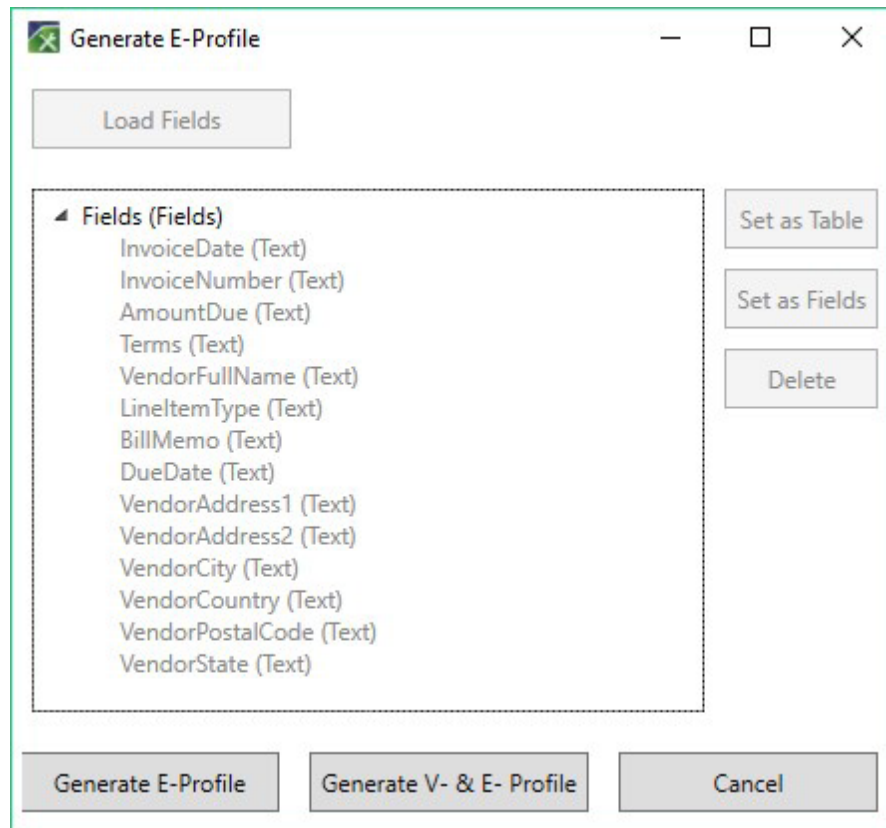 Generate E-Profile
Load Fields
Fields (Fields)
InvoiceDate (Text)
InvoiceNumber (Text)
AmountDue (Text)
Terms (Text)
VendorFullName (Text)
LineItemType (Text)
BillMemo (Text)
DueDate (Text)
VendorAddress1 (Text)
VendorAddress2 (Text)
VendorCity (Text)
VendorCountry (Text)
VendorPostalCode (Text)
VendorState (Text)
Set as Table
Set as Fields
Delete
Generate E-Profile
Generate V- & E- Profile
Cancel